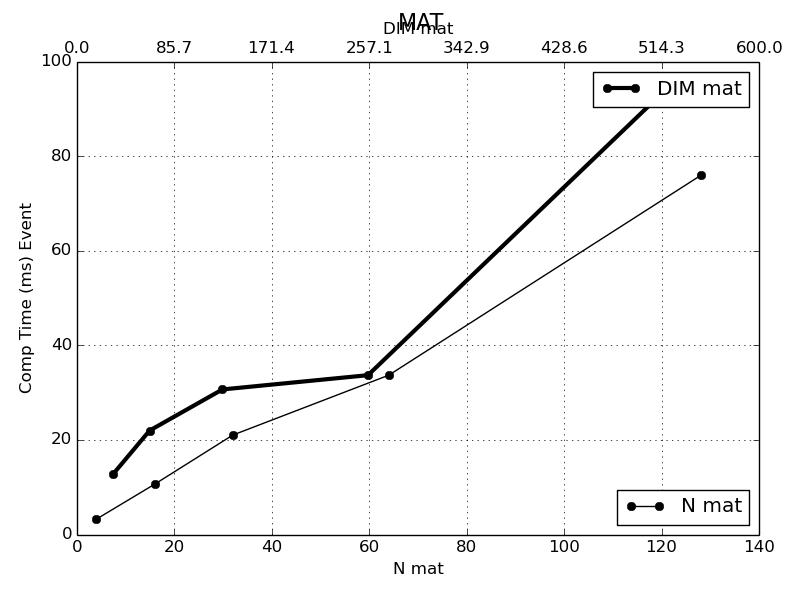 MAT
DIM mat
0.0 85.7 171.4 257.1 342.9 428.6 514.3 600.0
100
DIM mat
80
60
40
20
0
Comp Time (ms) Event
N mat
0 20 40 60 80 100 120 140
N mat